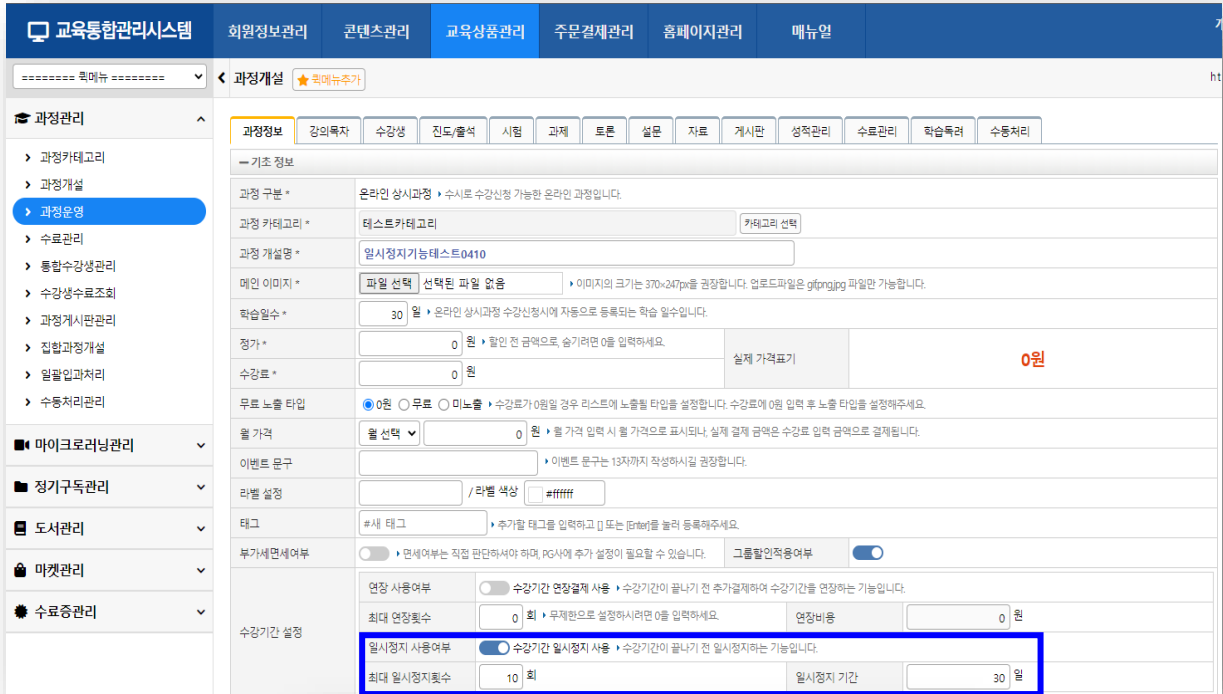 교육통합관리시스템 회원정보관리 콘텐츠관리 교육상품관리 주문결제관리 홈페이지관리 매뉴얼
======== 퀵메뉴 ======== 과정개설 퀵메뉴추가 ht
과정관리
과정카테고리
과정개설
과정운영
수료관리
통합수강생관리
수강생수료조회
과정게시판관리
집합과정개설
일괄입과처리
수동처리관리
마이크로러닝관리
정기구독관리
도서관리
마켓관리
수료증관리
과정정보 강의목차 수강생 진도/출석 시험 과제 토론 설문 자료 게시판 성적관리 수료관리 학습독려 수동처리
기초 정보
과정 구분 * 온라인 상시과정 수시로 수강신청 가능한 온라인 과정입니다.
과정 카테고리 * 테스트카테고리 카테고리 선택
과정 개설명 * 일시정지기능테스트0410
메인 이미지 * 파일 선택 선택된 파일 없음 이미지의 크기는 370×247px을 권장합니다. 업로드파일은 gif,png,jpg 파일만 가능합니다.
학습일수 * 30 일 온라인 상시과정 수강신청시에 자동으로 등록되는 학습 일수입니다.
정가 * 0 원 할인 전 금액으로, 숨기려면 0을 입력하세요.
실제 가격표기 0원
수강료 * 0 원
무료 노출 타입 0원 무료 미노출 수강료가 0원일 경우 리스트에 노출될 타입을 설정합니다. 수강료에 0원 입력 후 노출 타입을 설정해주세요.
월 가격 월 선택 0 원 월 가격 입력 시 월 가격으로 표시되나, 실제 결제 금액은 수강료 입력 금액으로 결제됩니다.
이벤트 문구 이벤트 문구는 13자까지 작성하시길 권장합니다.
라벨 설정 / 라벨 색상 #ffffff
태그 #새 태그 추가할 태그를 입력하고 [,] 또는 [Enter]를 눌러 등록해주세요.
부가세면세여부 면세여부는 직접 판단하셔야 하며, PG사에 추가 설정이 필요할 수 있습니다. 그룹할인적용여부
수강기간 설정
연장 사용여부 수강기간 연장결제 사용 수강기간이 끝나기 전 추가결제하여 수강기간을 연장하는 기능입니다.
최대 연장횟수 0 회 무제한으로 설정하시려면 0을 입력하세요. 연장비용 0 원
일시정지 사용여부 수강기간 일시정지 사용 수강기간이 끝나기 전 일시정지하는 기능입니다.
최대 일시정지횟수 10 회 일시정지 기간 30 일